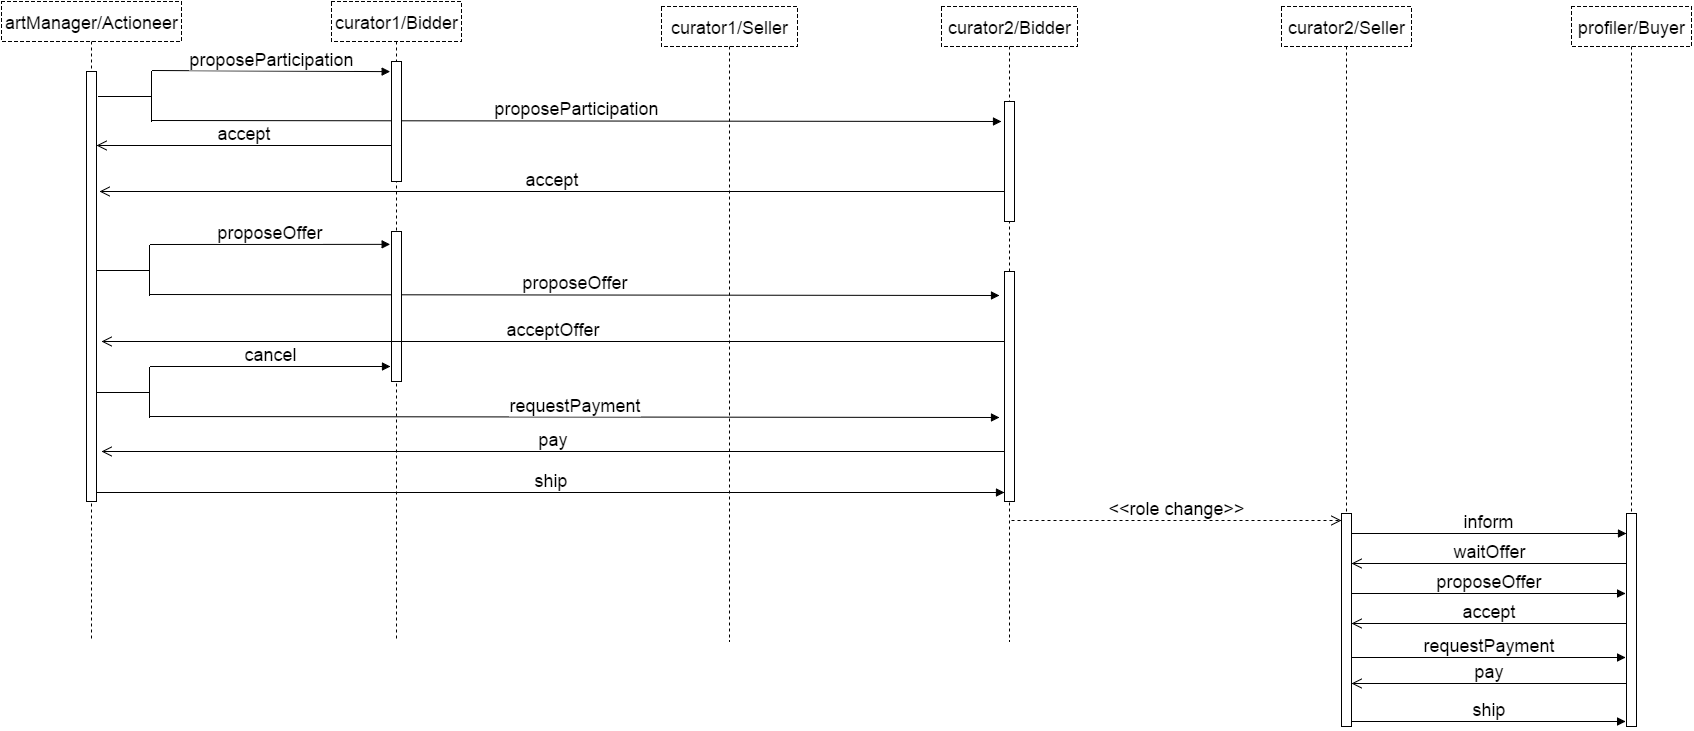 artManager/Actioneer
curator1/Bidder
curator1/Seller
curator2/Bidder
curator2/Seller
profiler/Buyer
proposeParticipation
proposeParticipation
accept
accept
proposeOffer
proposeOffer
acceptOffer
cancel
requestPayment
pay
ship
<<role change>>
inform
waitOffer
proposeOffer
accept
requestPayment
pay
ship